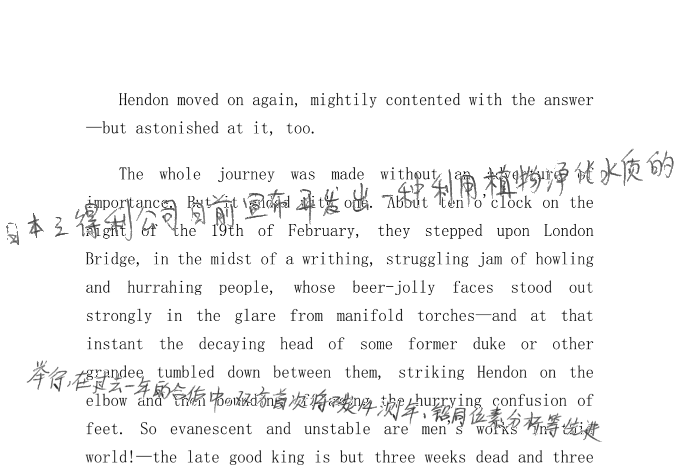 Hendon moved on again, mightily contented with the answer
—but astonished at it, too.
The whole journey was made without an adventure of
importance. But it ended with one. About ten o'clock on the
日本三得利公司日前宣布开发出一种利用植物净化水质的
night of the 19th of February, they stepped upon London
Bridge, in the midst of a writhing, struggling jam of howling
and hurrahing people, whose beer-jolly faces stood out
strongly in the glare from manifold torches—and at that
instant the decaying head of some former duke or other
grandee tumbled down between them, striking Hendon on the
举行,在过去一年的合作中,双方首次将碳14测年、铅同位素分析等先进
elbow and then bounding off among the hurrying confusion of
feet. So evanescent and unstable are men's works in this
world!—the late good king is but three weeks dead and three